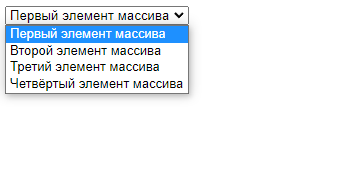 Первый элемент массива
Первый элемент массива
Второй элемент массива
Третий элемент массива
Четвёртый элемент массива